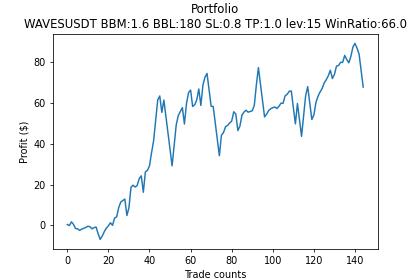 Portfolio
WAVESUSDT BBM:1.6 BBL:180 SL:0.8 TP:1.0 lev:15 WinRatio:66.0
80
60
40
20
0
Profit ($)
0 20 40 60 80 100 120 140
Trade counts